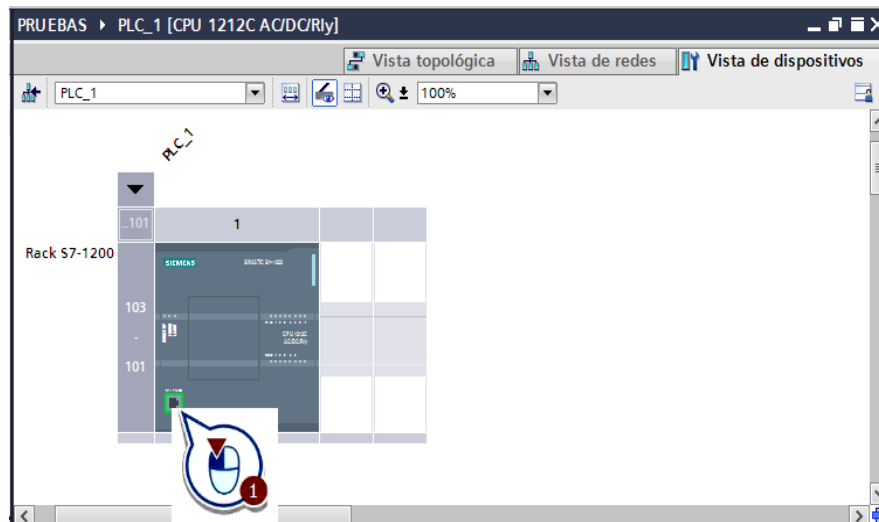 PRUEBAS ▸ PLC_1 [CPU 1212C AC/DC/Rly]
Vista topológica
Vista de redes
Vista de dispositivos
PLC_1
100%
PLC_1
..101
1
Rack S7-1200
SIEMENS
SIMATIC S7-1200
103
-
101
CPU 1212C
AC/DC/Rly
1